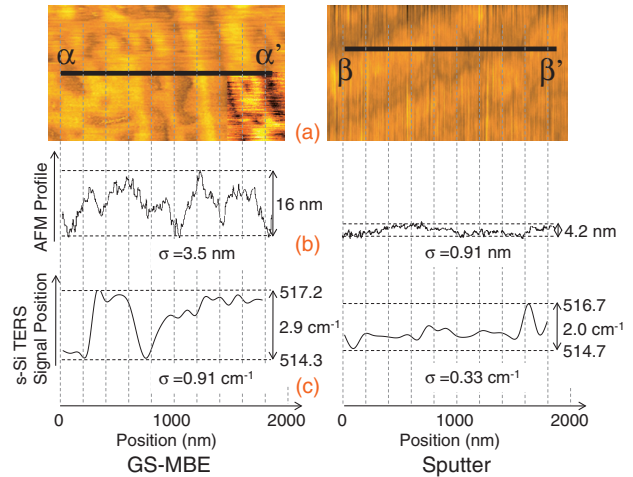 α α’
β β’
(a)
AFM Profile
16 nm
4.2 nm
σ =3.5 nm
(b)
σ =0.91 nm
s-Si TERS
Signal Position
517.2
2.9 cm-1
514.3
516.7
2.0 cm-1
514.7
σ =0.91 cm-1
(c)
σ =0.33 cm-1
0 1000 2000
0 1000 2000
Position (nm)
Position (nm)
GS-MBE
Sputter